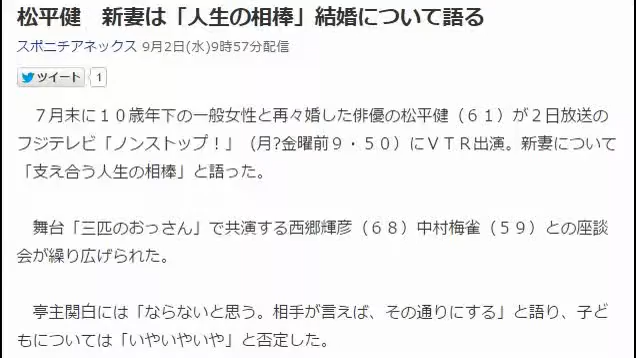 松平健　新妻は「人生の相棒」結婚について語る
スポニチアネックス 9月2日(水)9時57分配信
ツイート 1
７月末に１０歳年下の一般女性と再々婚した俳優の松平健（６１）が２日放送の
フジテレビ「ノンストップ！」（月?金曜前９・５０）にＶＴＲ出演。新妻について
「支え合う人生の相棒」と語った。
舞台「三匹のおっさん」で共演する西郷輝彦（６８）中村梅雀（５９）との座談
会が繰り広げられた。
亭主関白には「ならないと思う。相手が言えば、その通りにする」と語り、子ど
もについては「いやいやいや」と否定した。